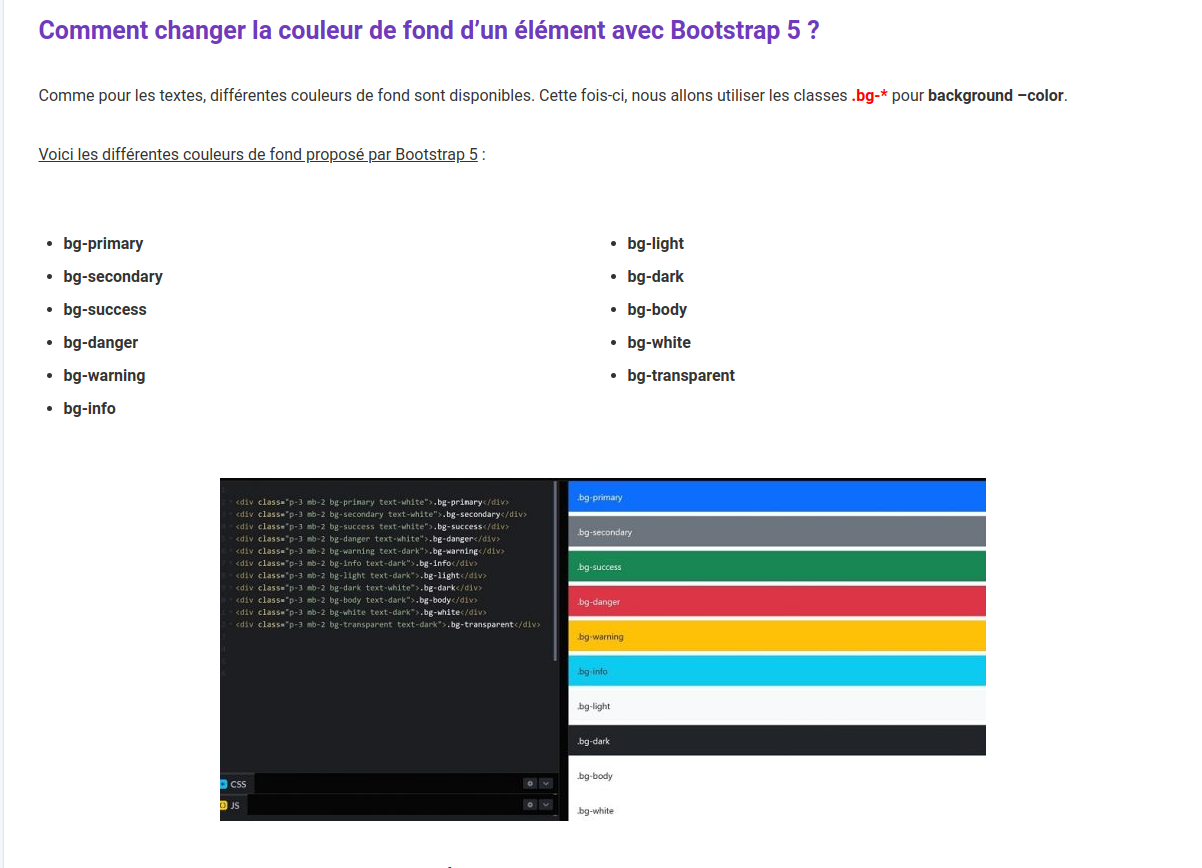 Comment changer la couleur de fond d’un élément avec Bootstrap 5 ?
Comme pour les textes, différentes couleurs de fond sont disponibles. Cette fois-ci, nous allons utiliser les classes .bg-* pour background –color.
Voici les différentes couleurs de fond proposé par Bootstrap 5 :
bg-primary
bg-secondary
bg-success
bg-danger
bg-warning
bg-info
bg-light
bg-dark
bg-body
bg-white
bg-transparent
<div class="p-3 mb-2 bg-primary text-white">.bg-primary</div>
<div class="p-3 mb-2 bg-secondary text-white">.bg-secondary</div>
<div class="p-3 mb-2 bg-success text-white">.bg-success</div>
<div class="p-3 mb-2 bg-danger text-white">.bg-danger</div>
<div class="p-3 mb-2 bg-warning text-dark">.bg-warning</div>
<div class="p-3 mb-2 bg-info text-dark">.bg-info</div>
<div class="p-3 mb-2 bg-light text-dark">.bg-light</div>
<div class="p-3 mb-2 bg-dark text-white">.bg-dark</div>
<div class="p-3 mb-2 bg-body text-dark">.bg-body</div>
<div class="p-3 mb-2 bg-white text-dark">.bg-white</div>
<div class="p-3 mb-2 bg-transparent text-dark">.bg-transparent</div>
CSS
JS
.bg-primary
.bg-secondary
.bg-success
.bg-danger
.bg-warning
.bg-info
.bg-light
.bg-dark
.bg-body
.bg-white